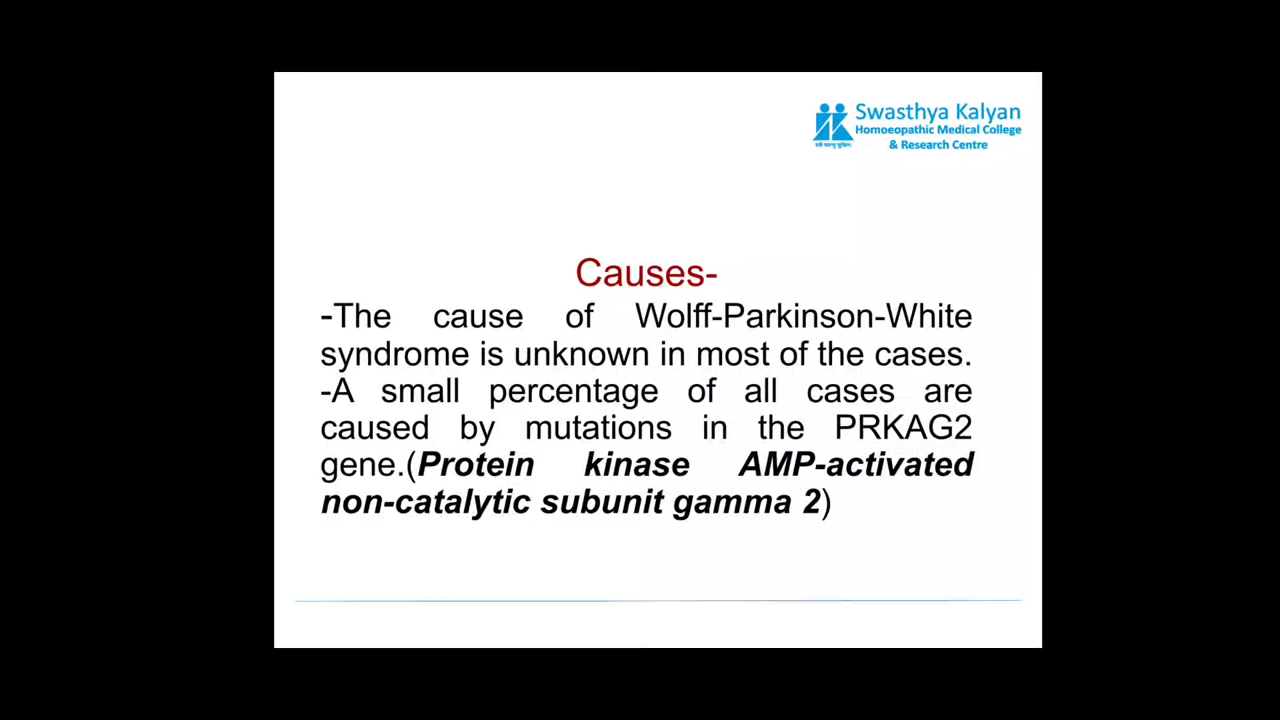 Swasthya Kalyan
Homoeopathic Medical College
& Research Centre
Causes-
-The cause of Wolff-Parkinson-White
syndrome is unknown in most of the cases.
-A small percentage of all cases are
caused by mutations in the PRKAG2
gene.(Protein kinase AMP-activated
non-catalytic subunit gamma 2)